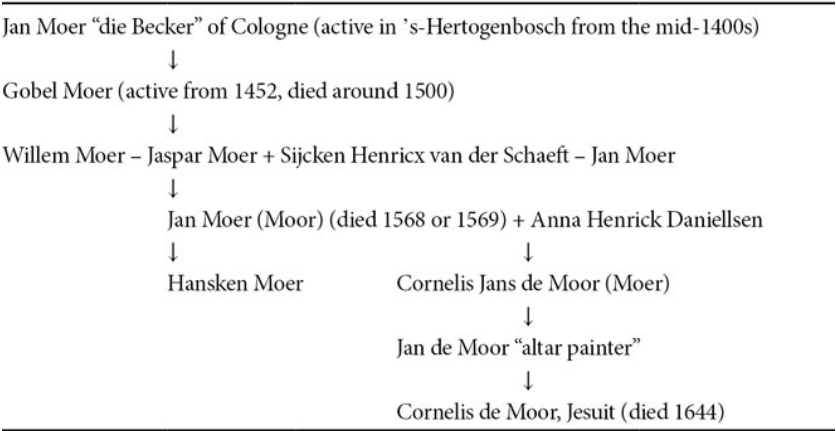 Jan Moer “die Becker” of Cologne (active in ’s-Hertogenbosch from the mid-1400s)
↓
Gobel Moer (active from 1452, died around 1500)
↓
Willem Moer – Jaspar Moer + Sijcken Henricx van der Schaeft – Jan Moer
↓
Jan Moer (Moor) (died 1568 or 1569) + Anna Henrick Daniellsen
↓ ↓
Hansken Moer Cornelis Jans de Moor (Moer)
↓
Jan de Moor “altar painter”
↓
Cornelis de Moor, Jesuit (died 1644)